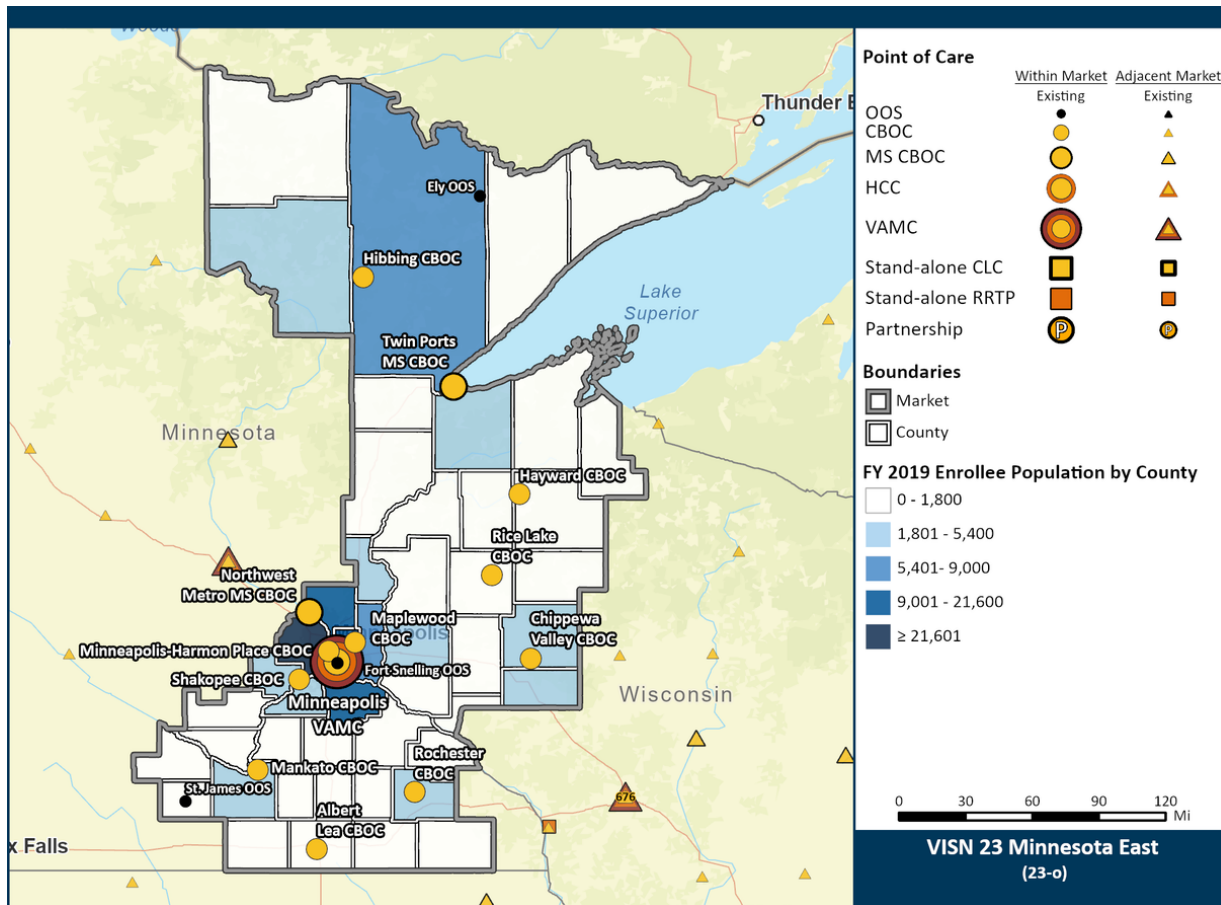 Woods
Thunder B
Ely OOS
Hibbing CBOC
Lake
Superior
Twin Ports
MS CBOC
Minnesota
Hayward CBOC
Rice Lake
CBOC
Northwest
Metro MS CBOC
Maplewood
CBOC
Chippewa
Valley CBOC
Minneapolis-Harmon Place CBOC
Fort Snelling OOS
Shakopee CBOC
Minneapolis
VAMC
Wisconsin
Rochester
CBOC
Mankato CBOC
St. James OOS
Albert
Lea CBOC
676
x Falls
Point of Care
Within Market
Adjacent Market
Existing
Existing
OOS
CBOC
MS CBOC
HCC
VAMC
Stand-alone CLC
Stand-alone RRTP
Partnership
P
P
Boundaries
Market
County
FY 2019 Enrollee Population by County
0 - 1,800
1,801 - 5,400
5,401- 9,000
9,001 - 21,600
≥ 21,601
0 30 60 90 120
Mi
VISN 23 Minnesota East
(23-o)